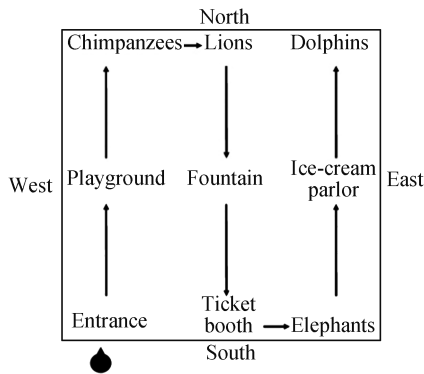 North
Chimpanzees Lions Dolphins
West Playground Fountain Ice-cream
parlor East
Entrance Ticket
booth Elephants
South